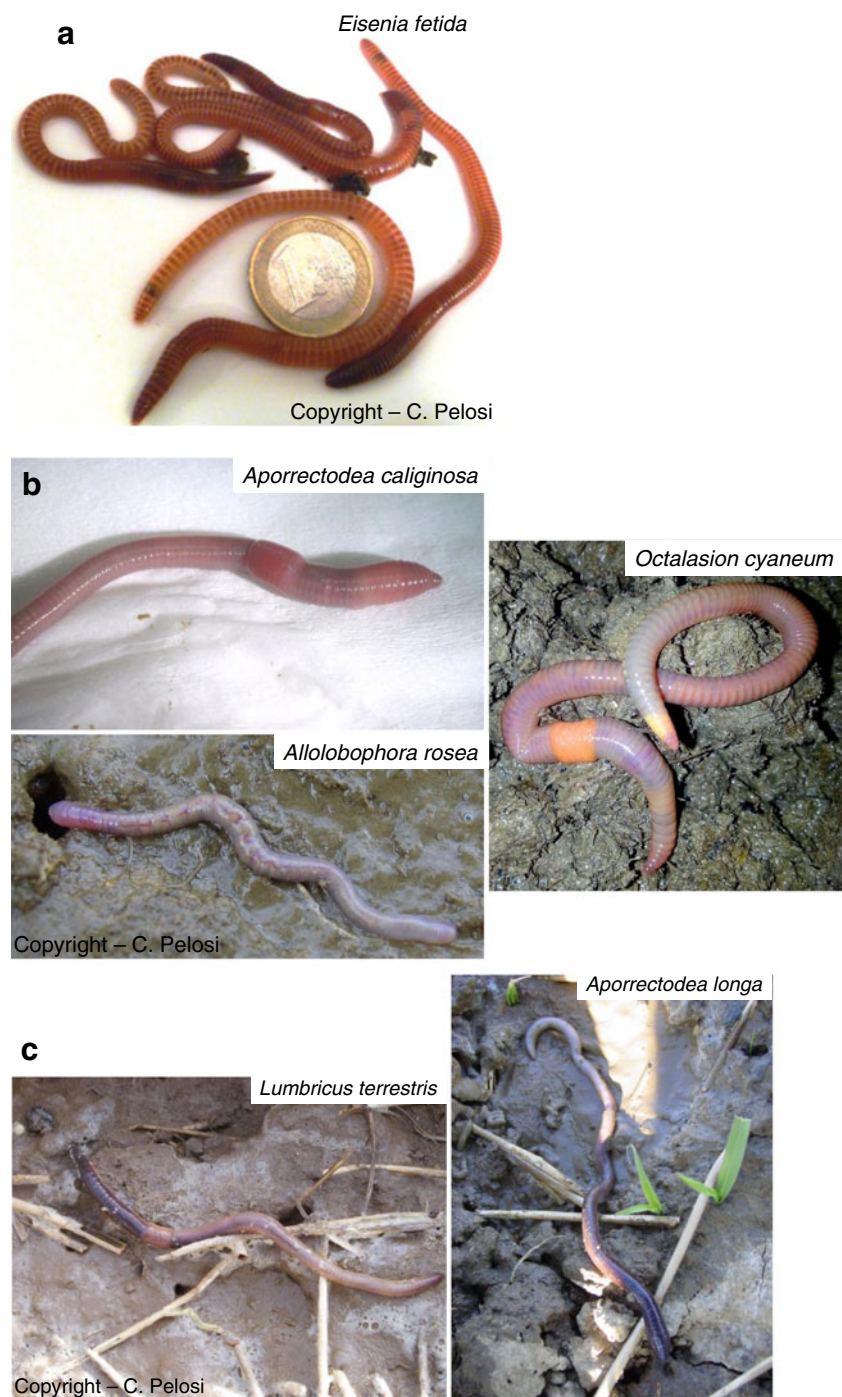 a
Eisenia fetida
Copyright – C. Pelosi
b
Aporrectodea caliginosa
Octalasion cyaneum
Allolobophora rosea
Copyright – C. Pelosi
c
Aporrectodea longa
Lumbricus terrestris
Copyright – C. Pelosi